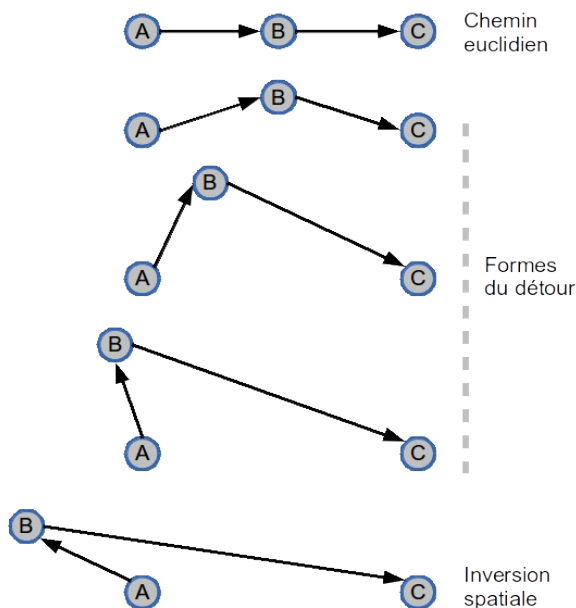 A B C Chemin
euclidien
B
A C
B
A C
Formes
du détour
B
A C
B
A C Inversion
spatiale